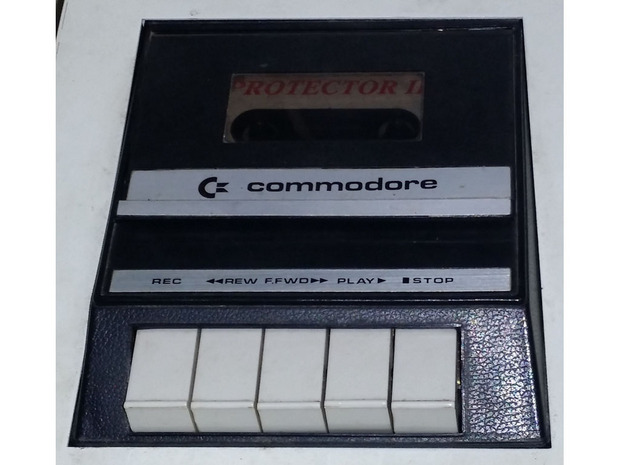 PROTECTOR II
commodore
REC ◄◄REW F.FWD►► PLAY► ■STOP